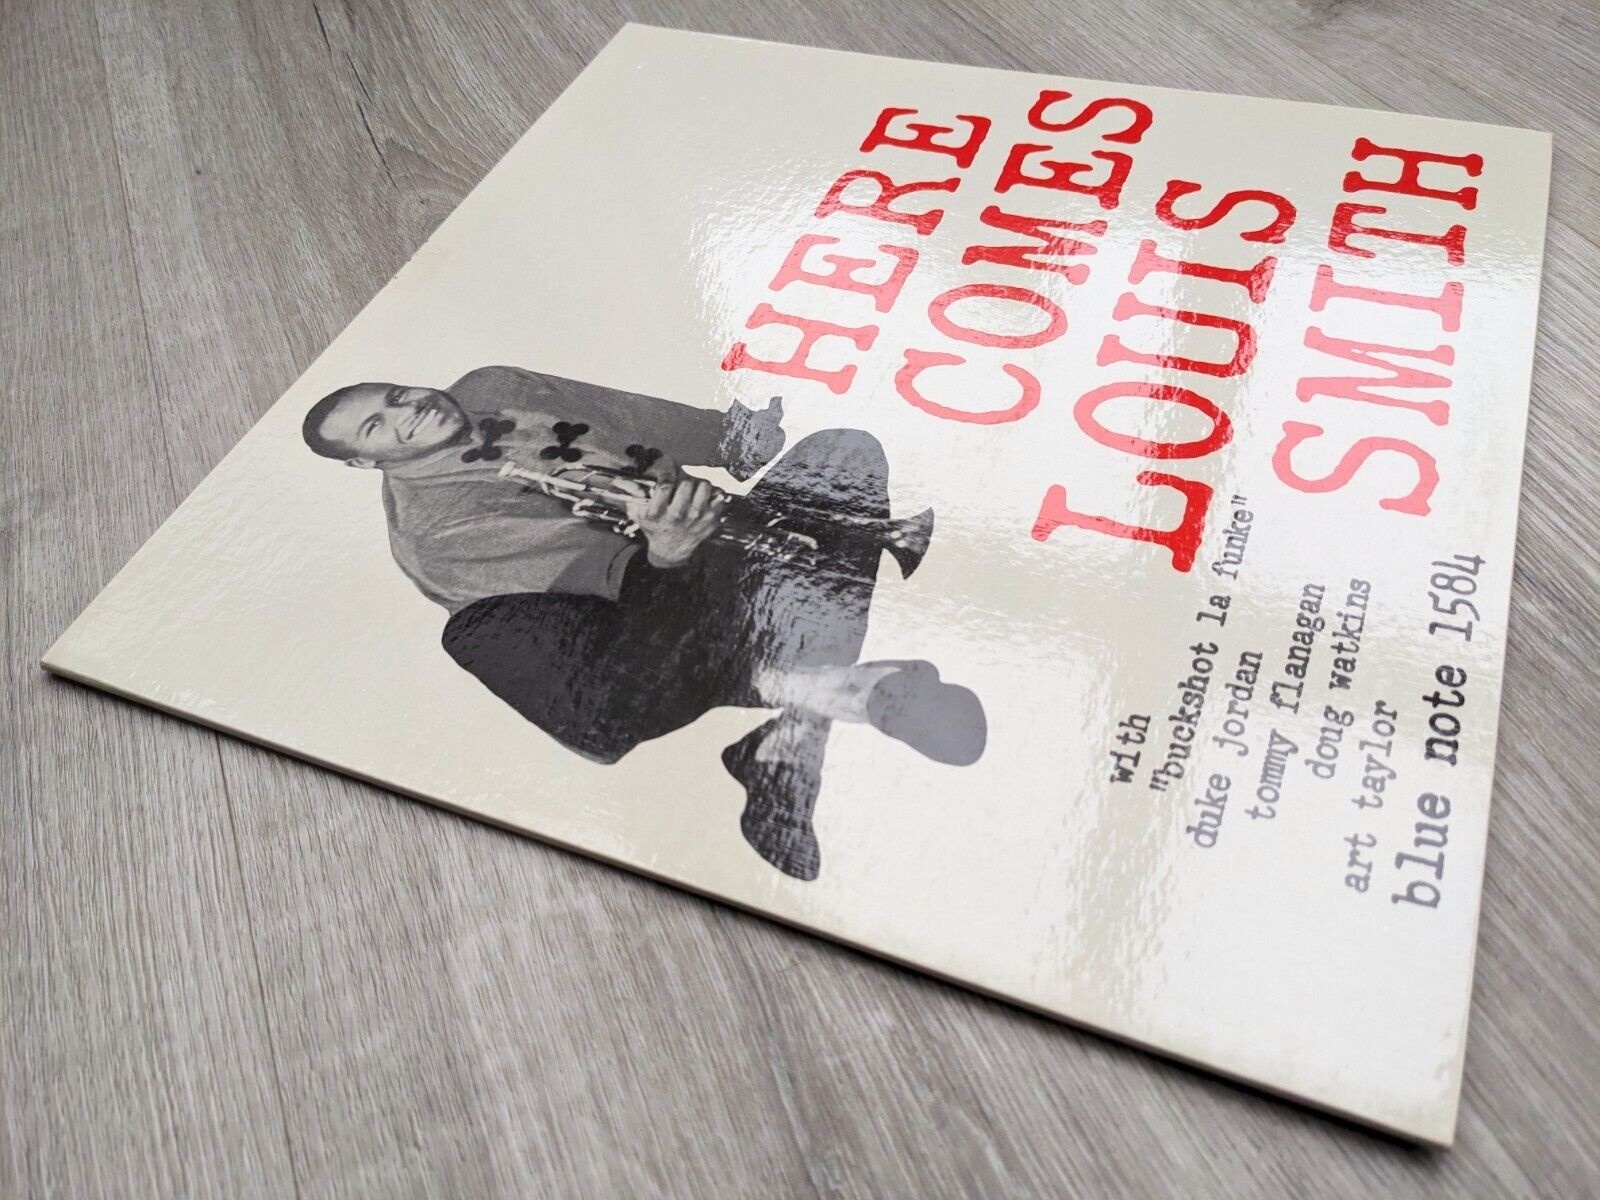 HERE
COMES
LOUIS
SMITH
with
"buckshot la funke"
duke jordan
tommy flanagan
doug watkins
art taylor
blue note 1584